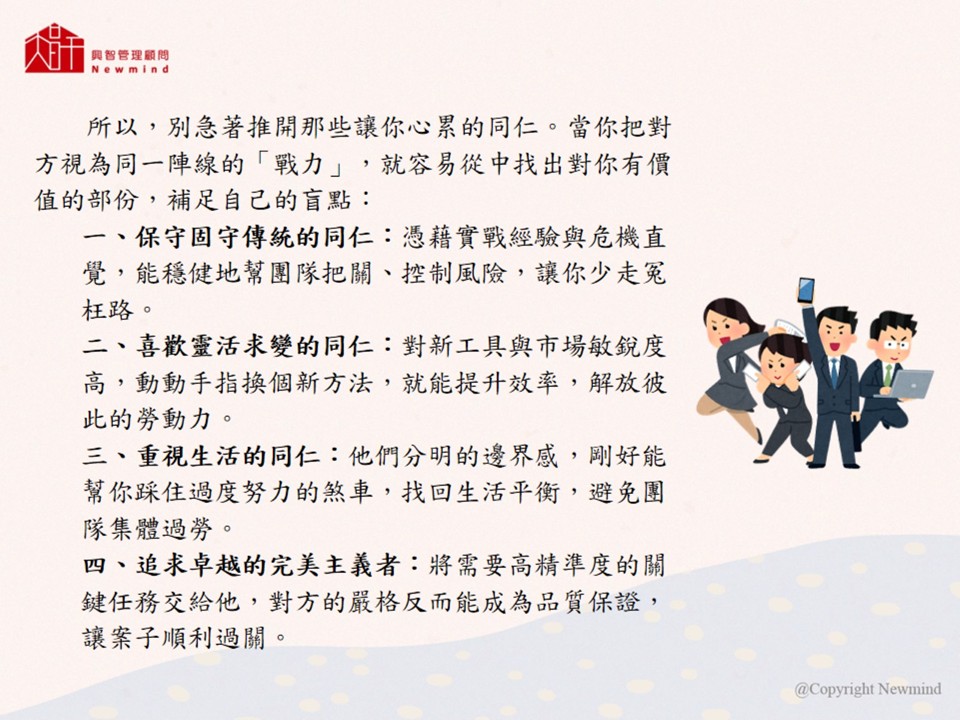 興智管理顧問
Newmind
所以，別急著推開那些讓你心累的同仁。當你把對
方視為同一陣線的「戰力」，就容易從中找出對你有價
值的部份，補足自己的盲點：
一、保守固守傳統的同仁：憑藉實戰經驗與危機直
覺，能穩健地幫團隊把關、控制風險，讓你少走冤
枉路。
二、喜歡靈活求變的同仁：對新工具與市場敏銳度
高，動動手指換個新方法，就能提升效率，解放彼
此的勞動力。
三、重視生活的同仁：他們分明的邊界感，剛好能
幫你踩住過度努力的煞車，找回生活平衡，避免團
隊集體過勞。
四、追求卓越的完美主義者：將需要高精準度的關
鍵任務交給他，對方的嚴格反而能成為品質保證，
讓案子順利過關。
@Copyright Newmind